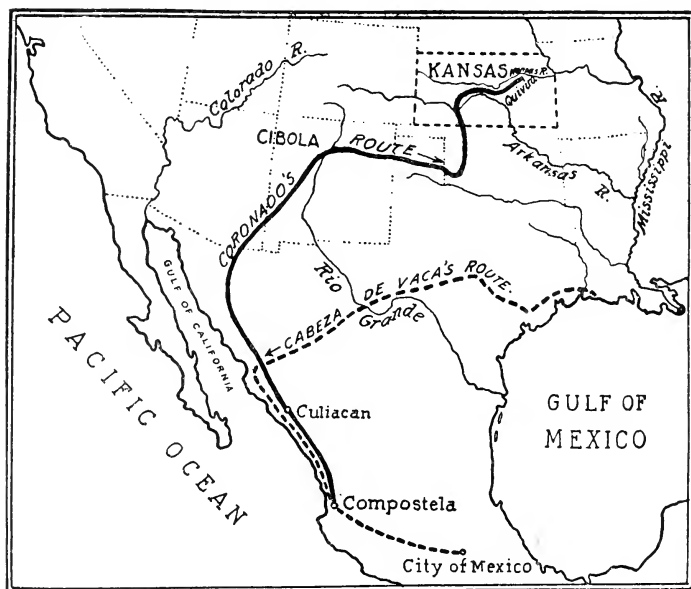 Colorado R.
KANSAS
KANSAS R.
Quivira
CIBOLA
ROUTE
Arkansas R.
Mississippi R.
CORONADO'S
GULF OF CALIFORNIA
Rio Grande
CABEZA DE VACA'S ROUTE.
PACIFIC OCEAN
Culiacan
GULF OF
MEXICO
Compostela
City of Mexico